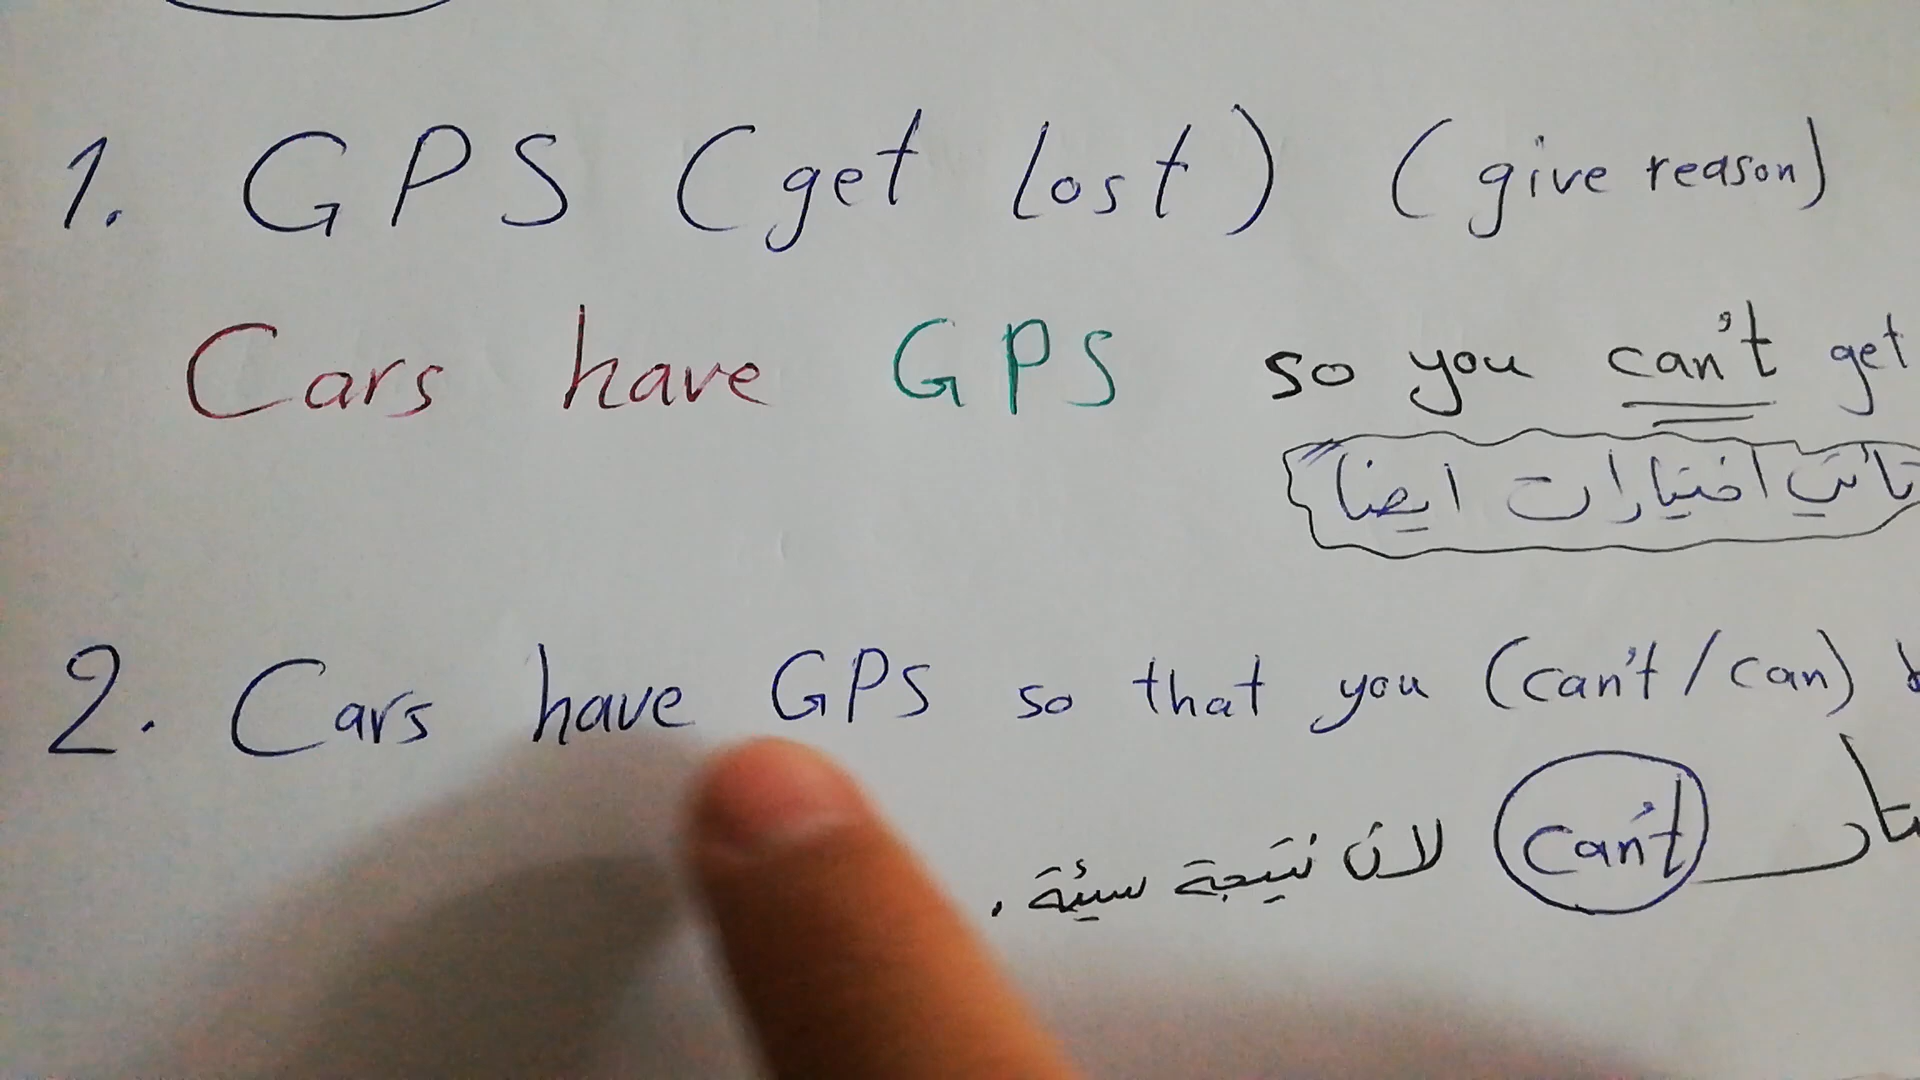 1. GPS (get lost) (give reason)
Cars have GPS so you can't get
تأتي اختيارات ايضا
2. Cars have GPS so that you (can't/can)
can't لان نتيجة سيئة .